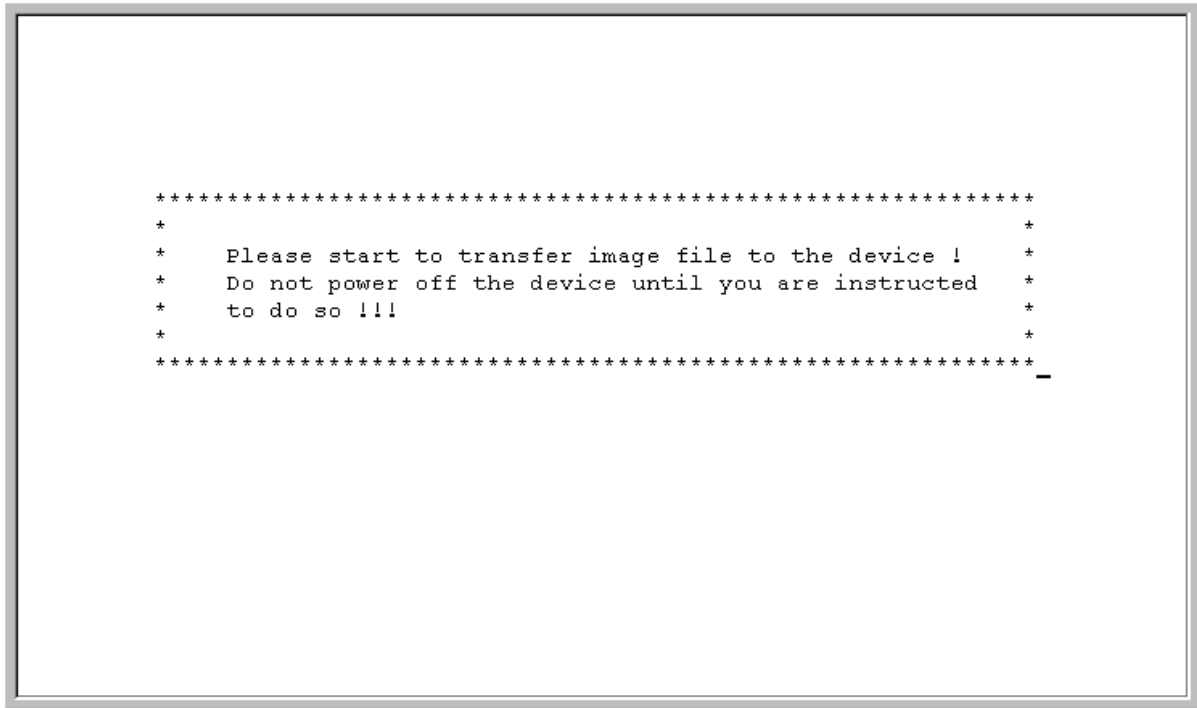 *************************************************************
*                                                           *
*    Please start to transfer image file to the device !    *
*    Do not power off the device until you are instructed   *
*    to do so !!!                                           *
*                                                           *
*************************************************************_